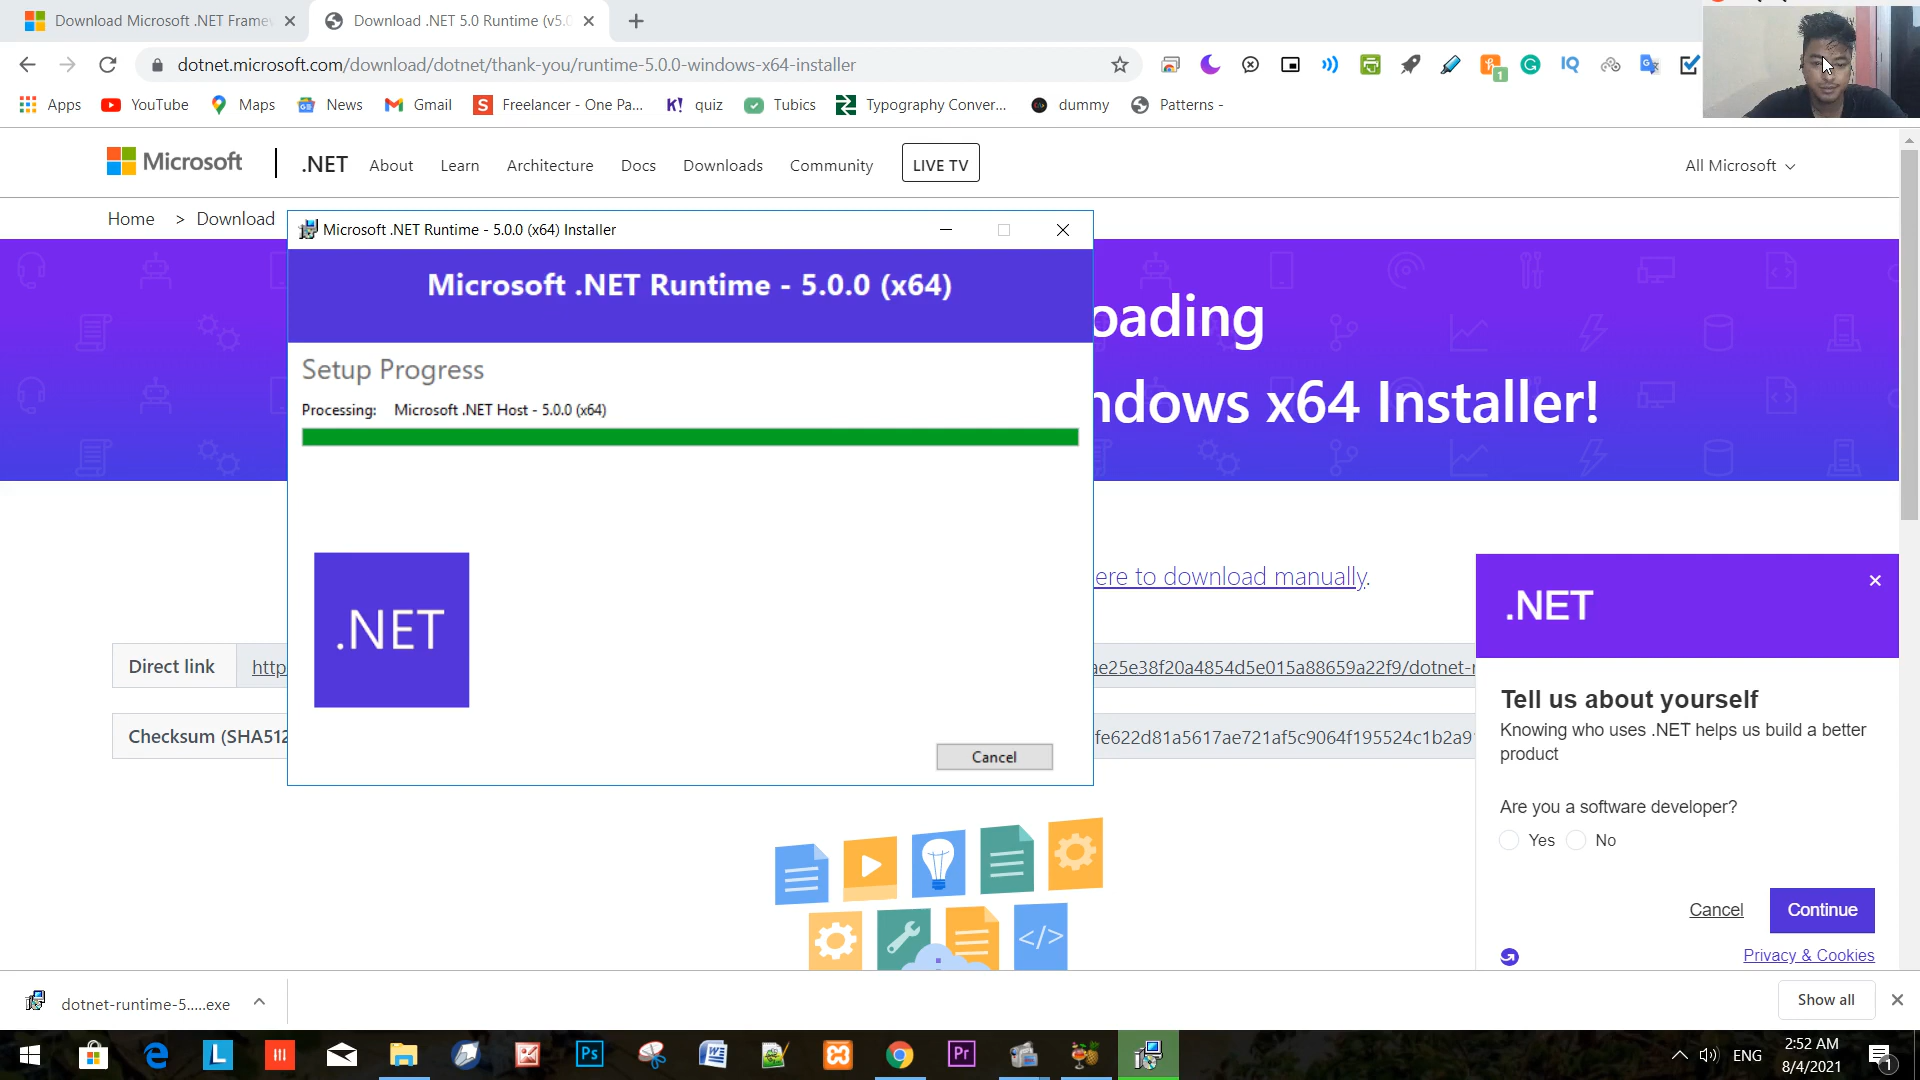 Download Microsoft .NET Framew
Download .NET 5.0 Runtime (v5.0
dotnet.microsoft.com/download/dotnet/thank-you/runtime-5.0.0-windows-x64-installer
1
Apps
YouTube
Maps
News
Gmail
Freelancer - One Pa...
quiz
Tubics
Typography Conver...
dummy
Patterns -
Microsoft
.NET
About
Learn
Architecture
Docs
Downloads
Community
LIVE TV
All Microsoft
Home > Download
Microsoft .NET Runtime - 5.0.0 (x64) Installer
Microsoft .NET Runtime - 5.0.0 (x64)
oading
ndows x64 Installer!
Setup Progress
Processing: Microsoft .NET Host - 5.0.0 (x64)
.NET
Cancel
ere to download manually.
Direct link
http
ae25e38f20a4854d5e015a88659a22f9/dotnet-r
Checksum (SHA512
fe622d81a5617ae721af5c9064f195524c1b2a9
.NET
Tell us about yourself
Knowing who uses .NET helps us build a better
product
Are you a software developer?
Yes
No
Cancel
Continue
Privacy & Cookies
dotnet-runtime-5.....exe
Show all
ENG
2:52 AM
8/4/2021
1